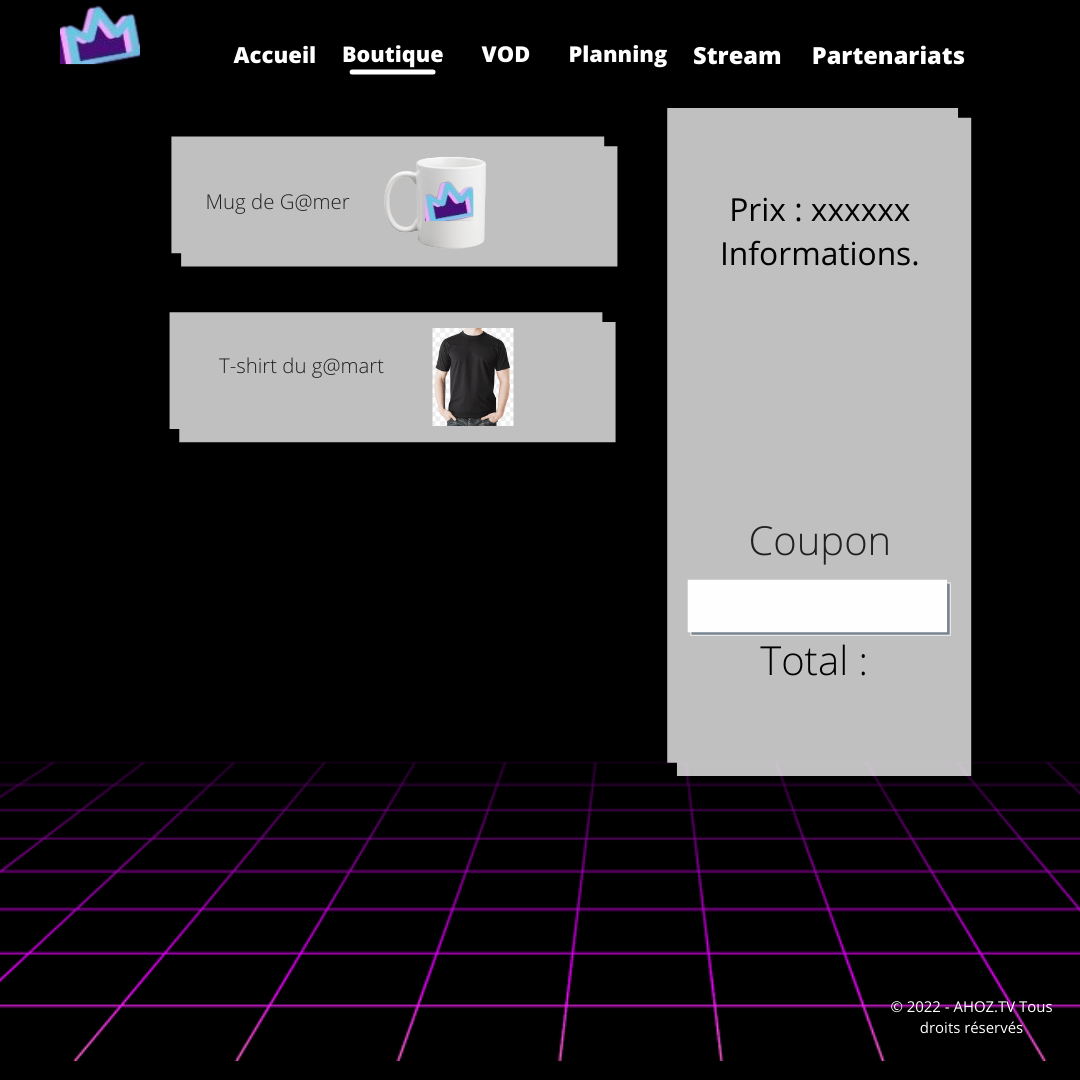 Accueil Boutique VOD Planning Stream Partenariats
Mug de G@mer
T-shirt du g@mart
Prix : xxxxxx
Informations.
Coupon
Total :
© 2022 - AHOZ.TV Tous
droits réservés